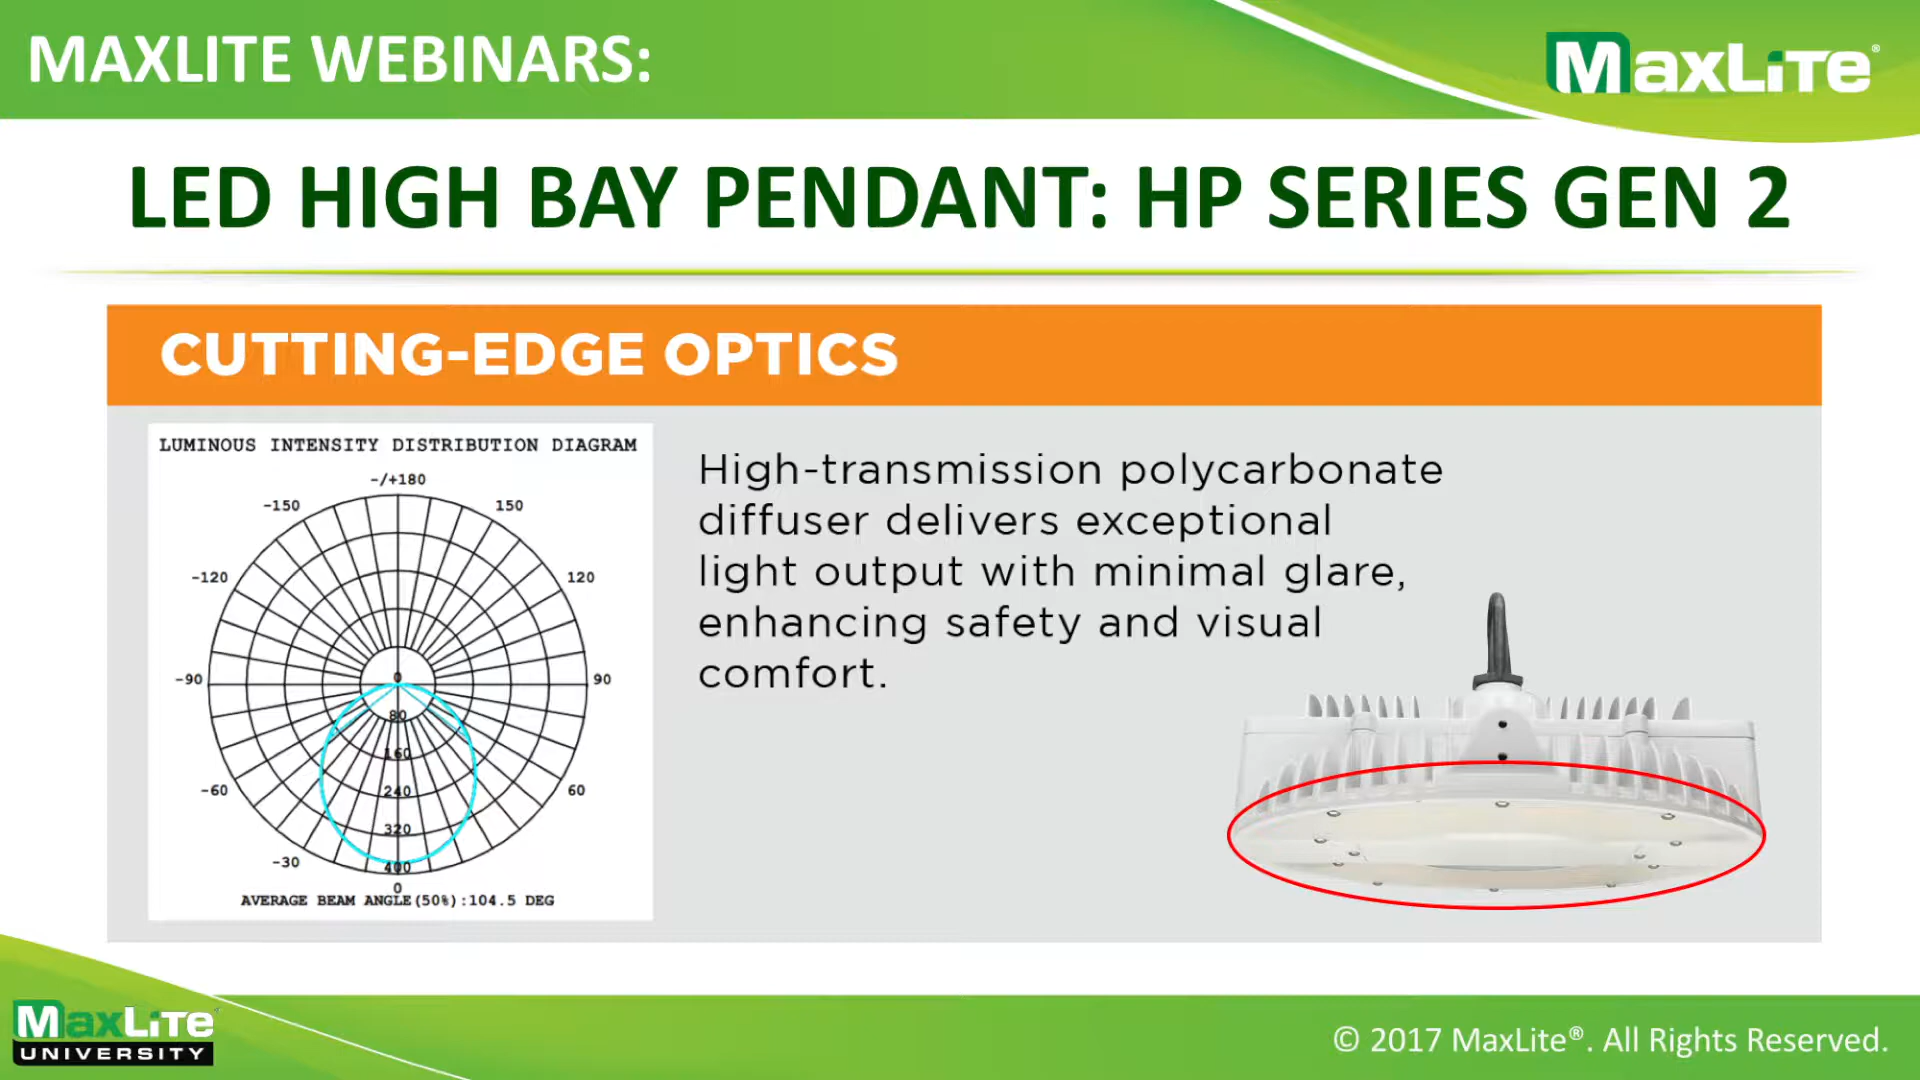 MAXLITE WEBINARS:
MaxLiTe®
LED HIGH BAY PENDANT: HP SERIES GEN 2
CUTTING-EDGE OPTICS
LUMINOUS INTENSITY DISTRIBUTION DIAGRAM
-/+180
-150 150
-120 120
-90 0 90
80
160
-60 240 60
320
-30 400
0
AVERAGE BEAM ANGLE(50%):104.5 DEG
High-transmission polycarbonate
diffuser delivers exceptional
light output with minimal glare,
enhancing safety and visual
comfort.
MaxLiTe
UNIVERSITY
© 2017 MaxLite®. All Rights Reserved.